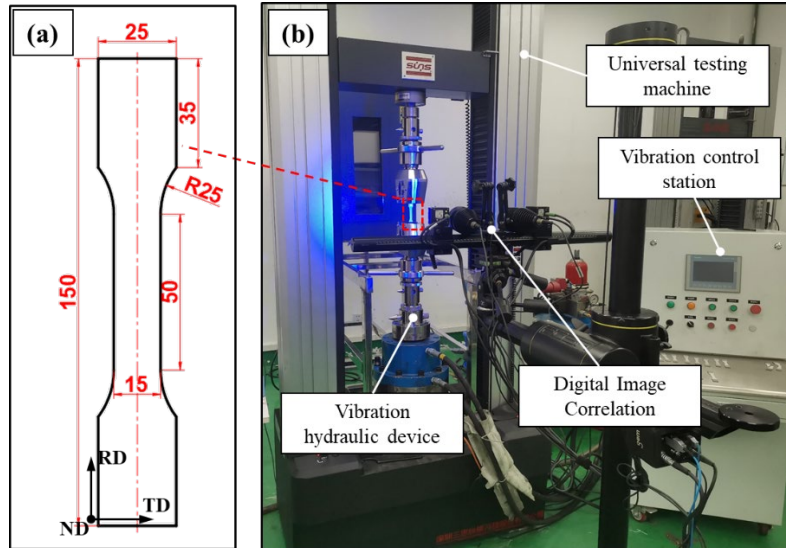 (a)
25
35
R25
150
50
15
RD
TD
ND
(b)
suns
Universal testing
machine
Vibration control
station
Digital Image
Correlation
Vibration
hydraulic device